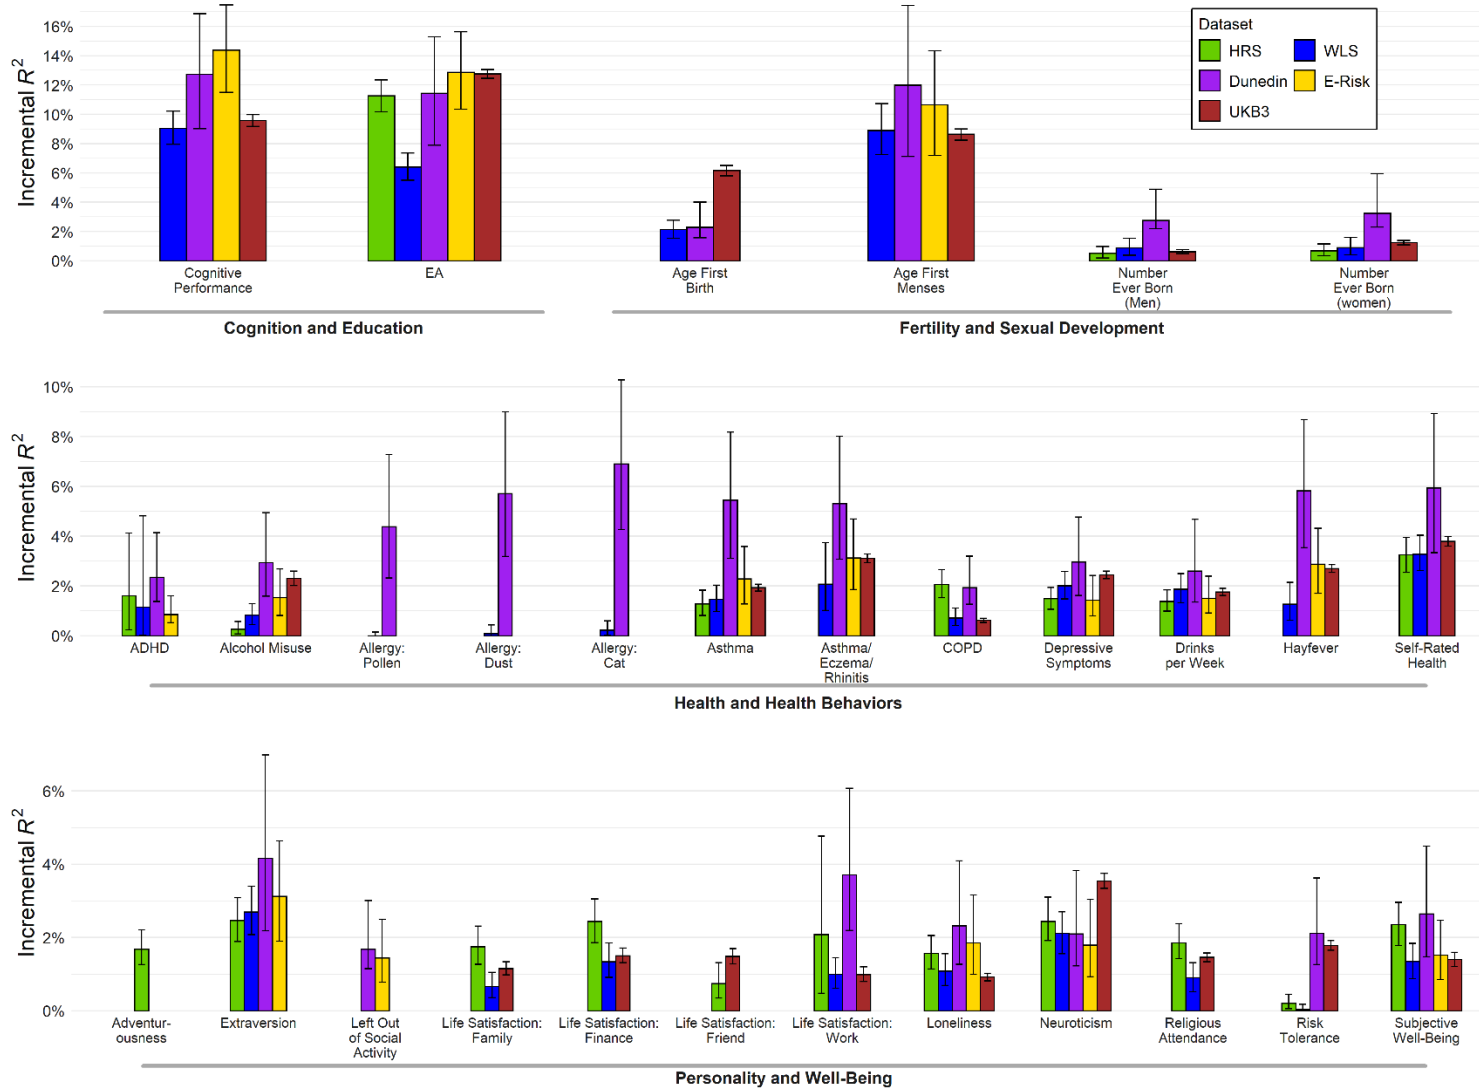 Incremental R²
16%
14%
12%
10%
8%
6%
4%
2%
0%
Dataset
HRS
WLS
Dunedin
E-Risk
UKB3
Cognitive
Performance
EA
Age First
Birth
Age First
Menses
Number
Ever Born
(Men)
Number
Ever Born
(women)
Cognition and Education
Fertility and Sexual Development
Incremental R²
10%
8%
6%
4%
2%
0%
ADHD
Alcohol Misuse
Allergy:
Pollen
Allergy:
Dust
Allergy:
Cat
Asthma
Asthma/
Eczema/
Rhinitis
COPD
Depressive
Symptoms
Drinks
per Week
Hayfever
Self-Rated
Health
Health and Health Behaviors
Incremental R²
6%
4%
2%
0%
Adventur-
ousness
Extraversion
Left Out
of Social
Activity
Life Satisfaction:
Family
Life Satisfaction:
Finance
Life Satisfaction:
Friend
Life Satisfaction:
Work
Loneliness
Neuroticism
Religious
Attendance
Risk
Tolerance
Subjective
Well-Being
Personality and Well-Being